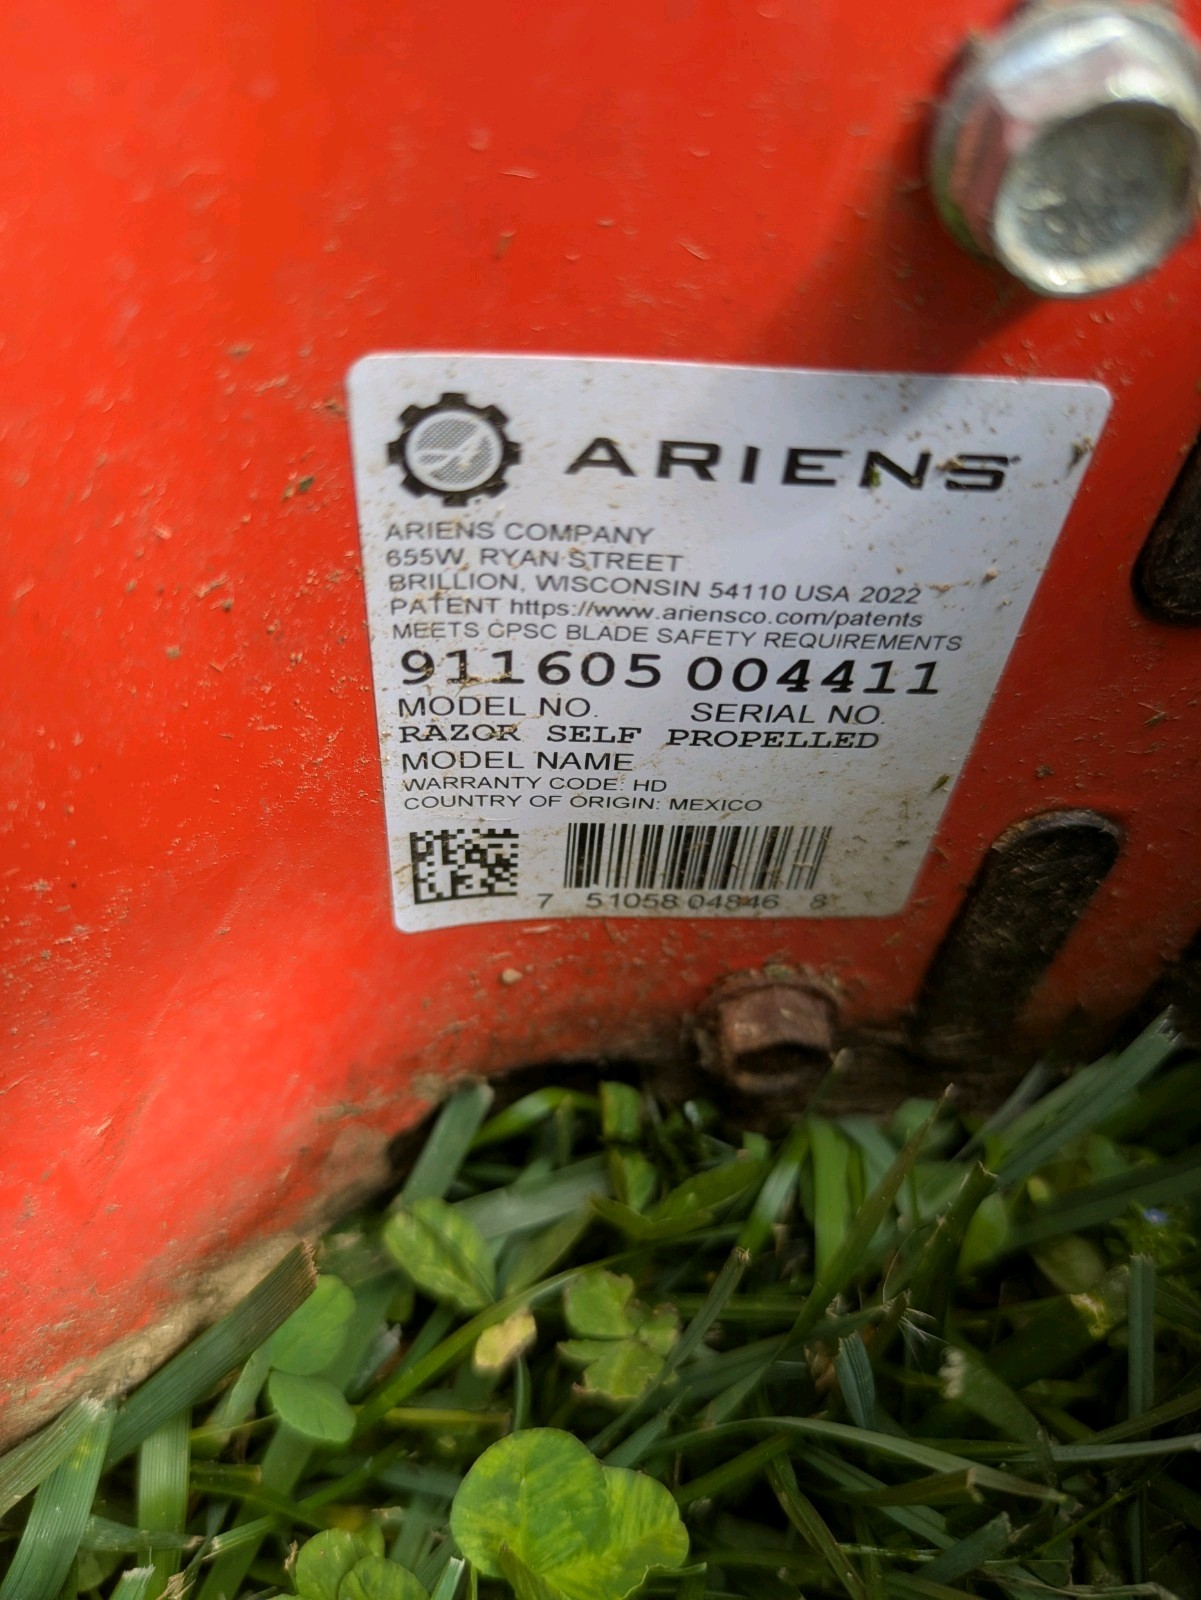 ARIENS
ARIENS COMPANY
655W. RYAN STREET
BRILLION, WISCONSIN 54110 USA 2022
PATENT https://www.ariensco.com/patents
MEETS CPSC BLADE SAFETY REQUIREMENTS
911605 004411
MODEL NO. SERIAL NO.
RAZOR SELF PROPELLED
MODEL NAME
WARRANTY CODE: HD
COUNTRY OF ORIGIN: MEXICO
7 51058 04846 8